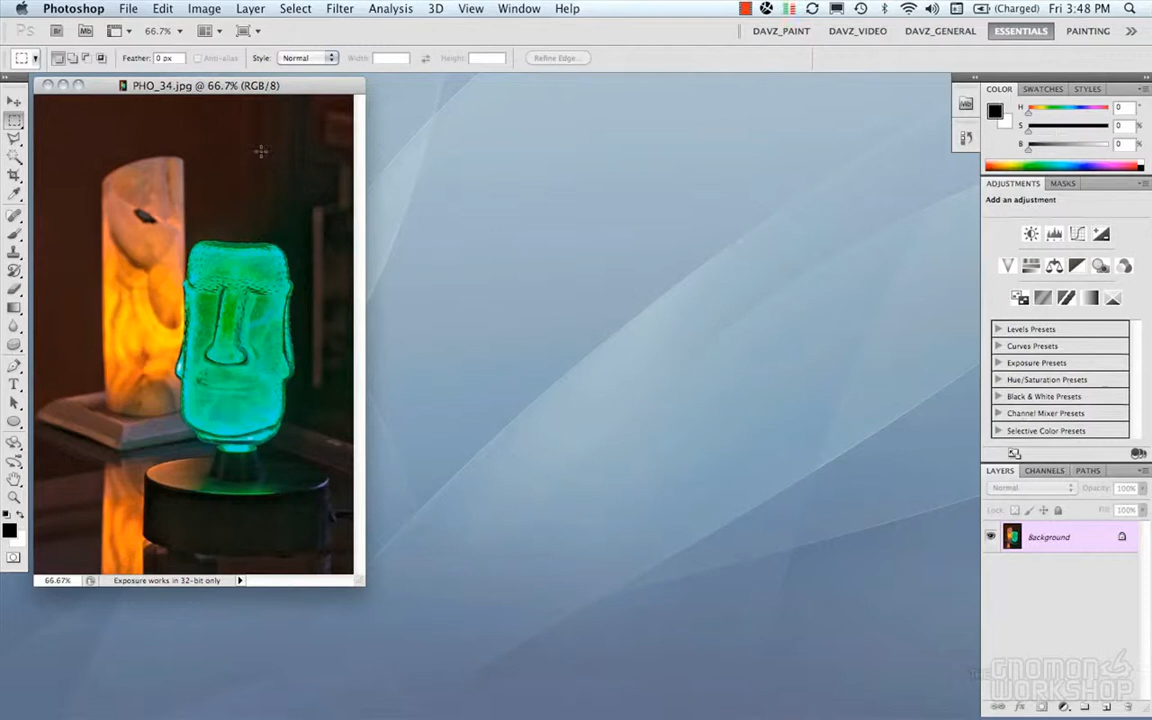 Photoshop File Edit Image Layer Select Filter Analysis 3D View Window Help (Charged) Fri 3:48 PM
Ps Br Mb 66.7% DAVZ_PAINT DAVZ_VIDEO DAVZ_GENERAL ESSENTIALS PAINTING
Feather: 0 px Anti-alias Style: Normal Width: Height: Refine Edge...
PHO_34.jpg @ 66.7% (RGB/8)
COLOR SWATCHES STYLES
H 0 °
S 0 %
B 0 %
ADJUSTMENTS MASKS
Add an adjustment
Levels Presets
Curves Presets
Exposure Presets
Hue/Saturation Presets
Black & White Presets
Channel Mixer Presets
Selective Color Presets
LAYERS CHANNELS PATHS
Normal Opacity: 100%
Lock: Fill: 100%
Background
66.67% Exposure works in 32-bit only
THE GNOMON
WORKSHOP